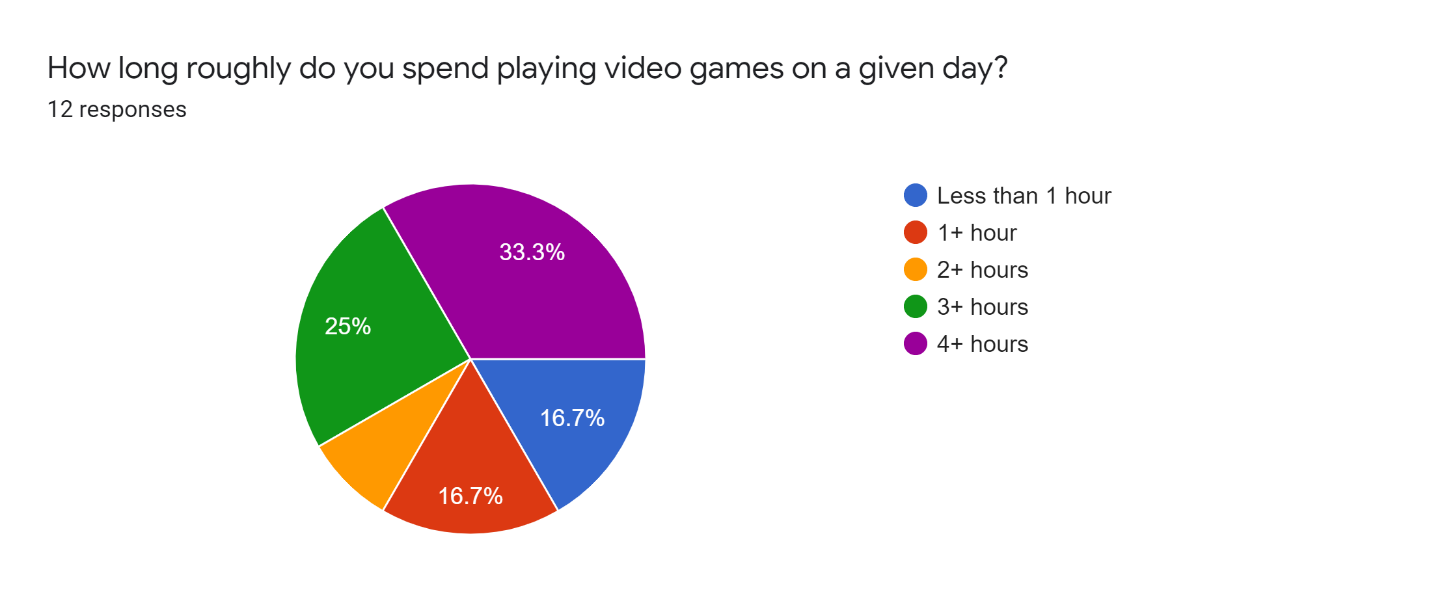 How long roughly do you spend playing video games on a given day?
12 responses
33.3%
25%
16.7%
16.7%
Less than 1 hour
1+ hour
2+ hours
3+ hours
4+ hours